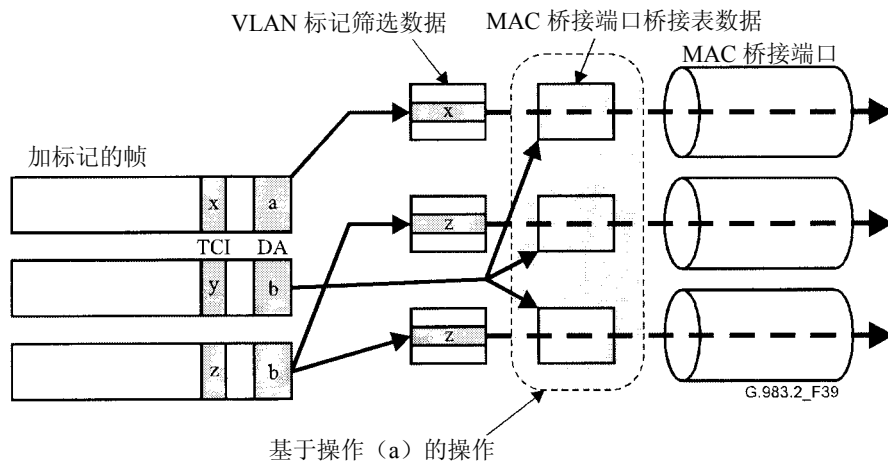 VLAN 标记筛选数据
MAC 桥接端口桥接表数据
MAC 桥接端口
x
加标记的帧
x
a
TCI
DA
z
y
b
z
z
b
G.983.2_F39
基于操作（a）的操作